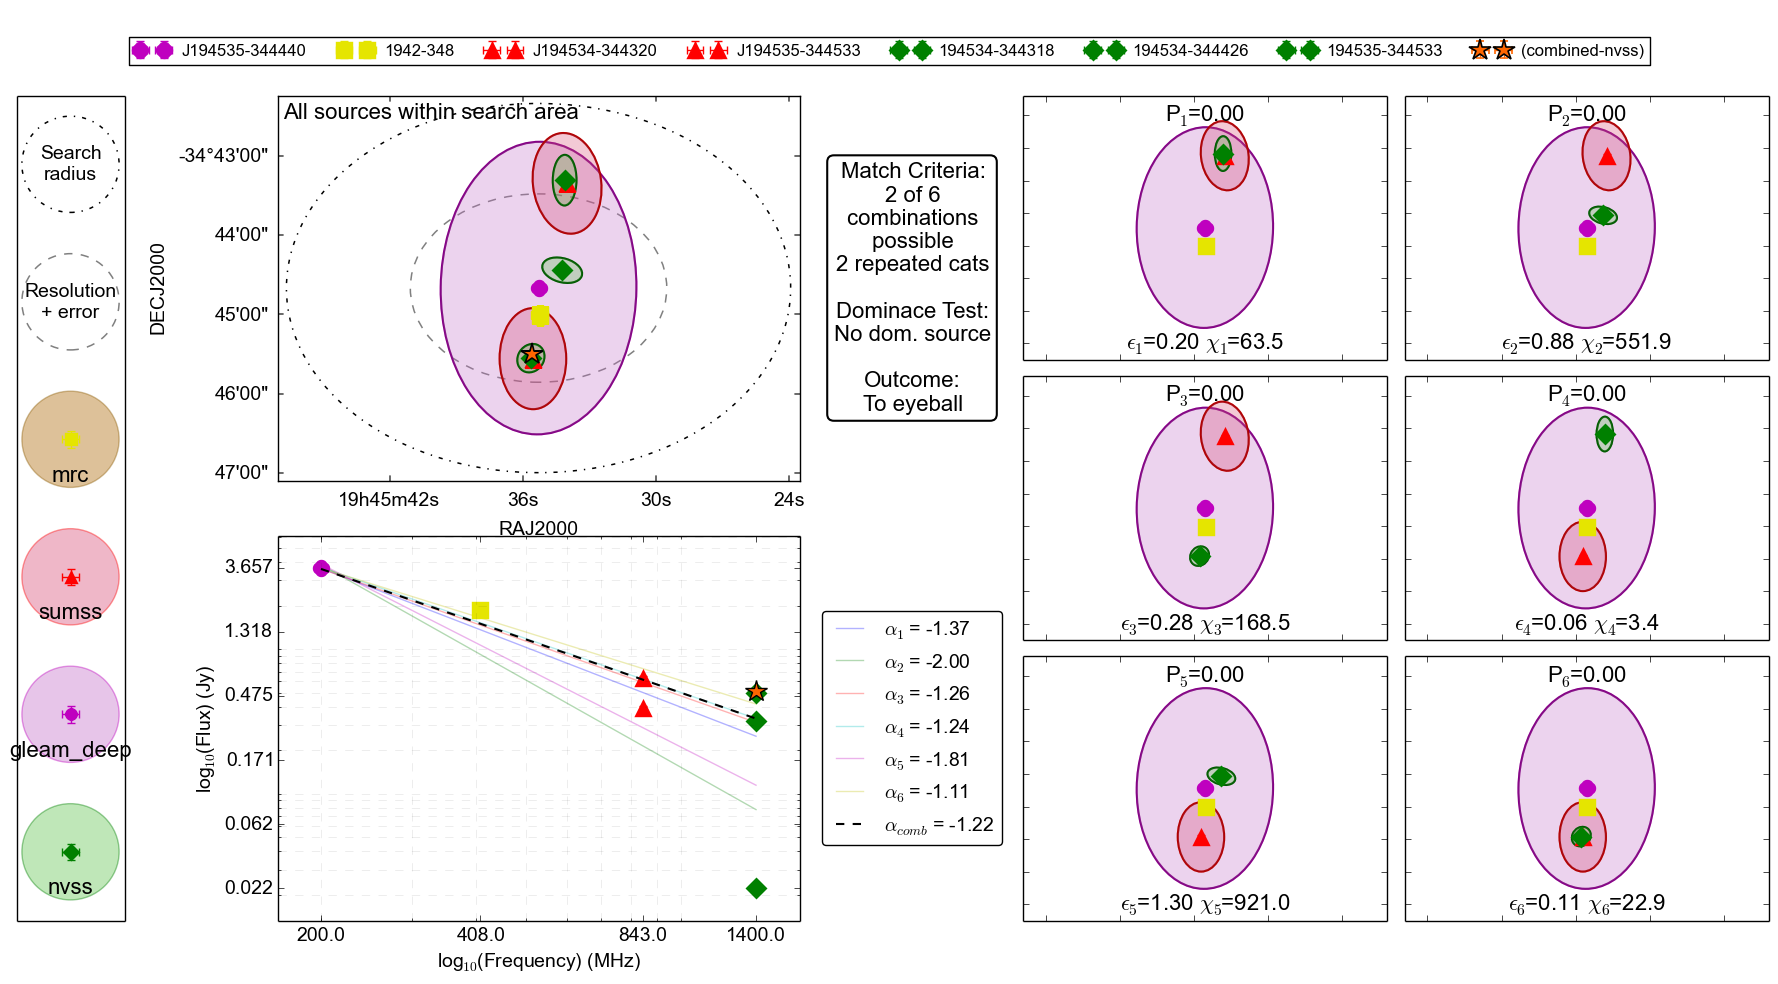 J194535-344440 1942-348 J194534-344320 J194535-344533 194534-344318 194534-344426 194535-344533 (combined-nvss)
Search
radius
Resolution
+ error
mrc
sumss
gleam_deep
nvss
All sources within search area
DECJ2000
-34°43'00"
44'00"
45'00"
46'00"
47'00"
19h45m42s 36s 30s 24s
RAJ2000
log10(Flux) (Jy)
3.657
1.318
0.475
0.171
0.062
0.022
200.0 408.0 843.0 1400.0
log10(Frequency) (MHz)
Match Criteria:
2 of 6
combinations
possible
2 repeated cats
Dominace Test:
No dom. source
Outcome:
To eyeball
α1 = -1.37
α2 = -2.00
α3 = -1.26
α4 = -1.24
α5 = -1.81
α6 = -1.11
αcomb = -1.22
P1=0.00
ϵ1=0.20 χ1=63.5
P2=0.00
ϵ2=0.88 χ2=551.9
P3=0.00
ϵ3=0.28 χ3=168.5
P4=0.00
ϵ4=0.06 χ4=3.4
P5=0.00
ϵ5=1.30 χ5=921.0
P6=0.00
ϵ6=0.11 χ6=22.9